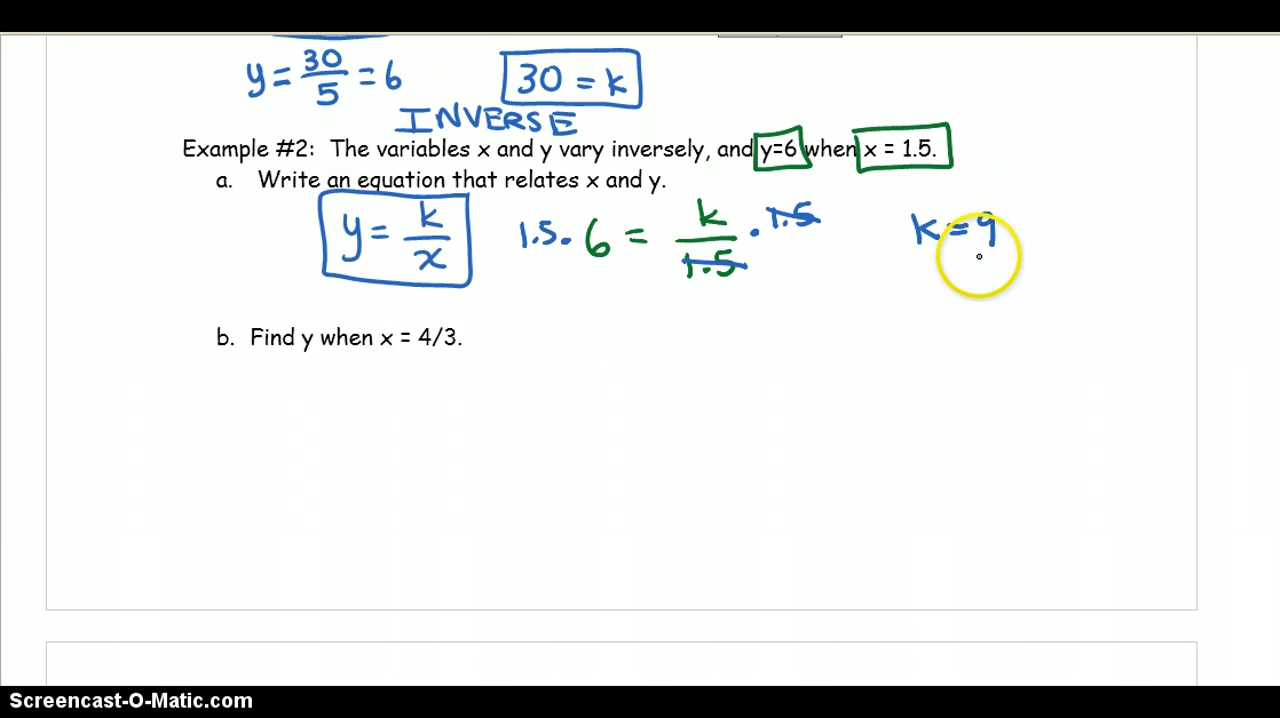 y = 30/5 = 6
30 = k
INVERSE
Example #2: The variables x and y vary inversely, and y=6 when x = 1.5.
a. Write an equation that relates x and y.
y = k/x
1.5 · 6 = k/1.5 · 1.5
k = 9
b. Find y when x = 4/3.
Screencast-O-Matic.com